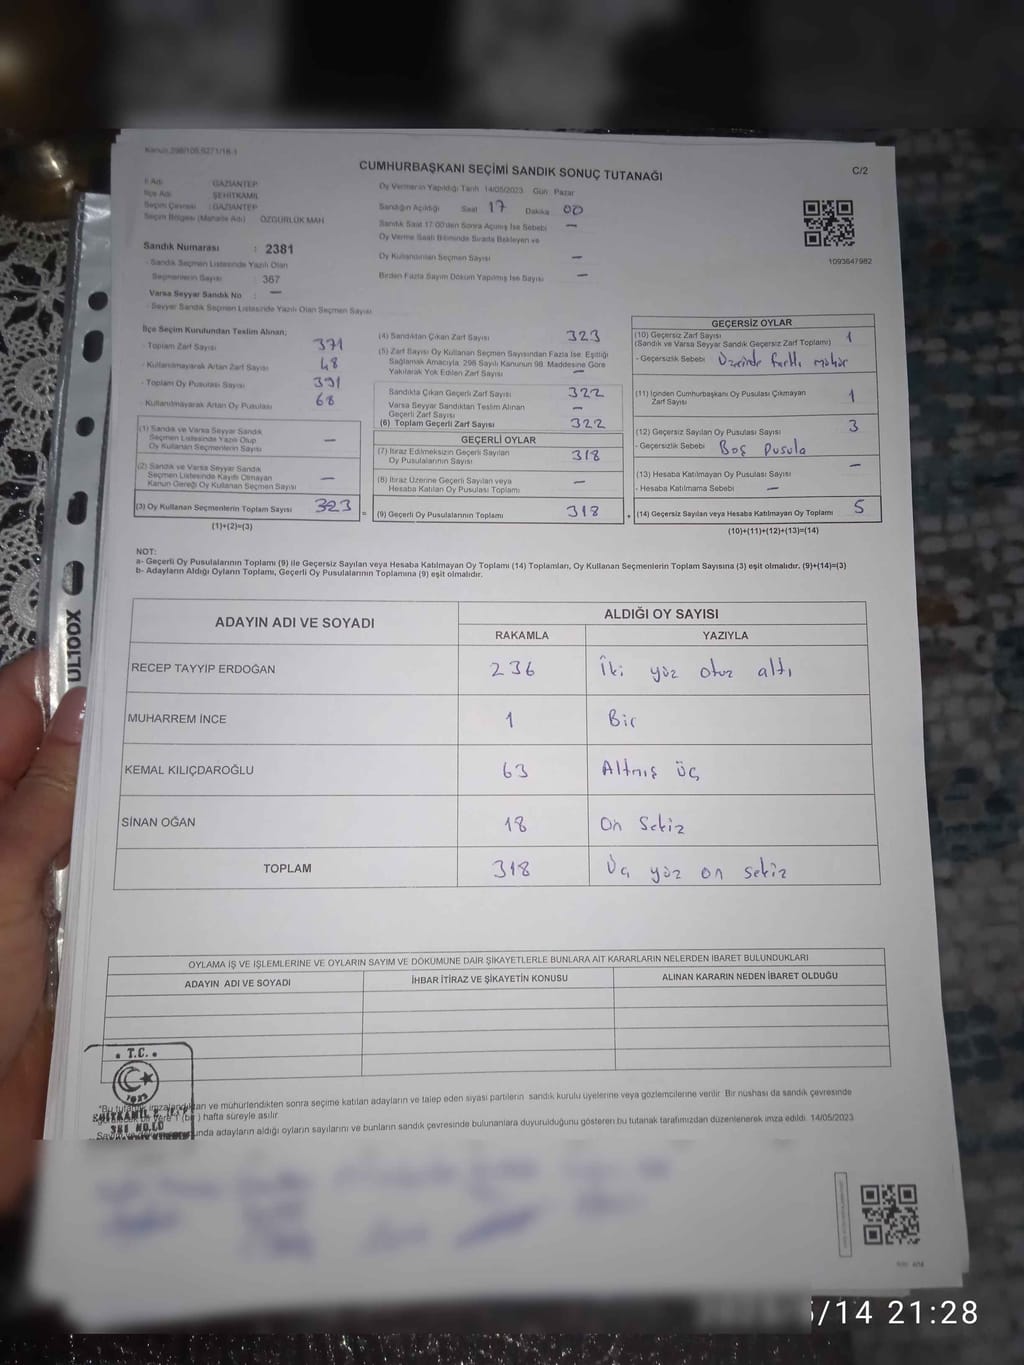 Kanun:298/105,6271/18-1
CUMHURBAŞKANI SEÇİMİ SANDIK SONUÇ TUTANAĞI
C/2
İl Adı : GAZİANTEP
İlçe Adı : ŞEHİTKAMİL
Seçim Çevresi : GAZİANTEP
Seçim Bölgesi (Mahalle Adı) ÖZGÜRLÜK MAH
Sandık Numarası : 2381
- Sandık Seçmen Listesinde Yazılı Olan
Seçmenlerin Sayısı : 367
Varsa Seyyar Sandık No : –
- Seyyar Sandık Seçmen Listesinde Yazılı Olan Seçmen Sayısı
Oy Vermenin Yapıldığı Tarih 14/05/2023 Gün Pazar
Sandığın Açıldığı Saat 17 Dakika 00
Sandık Saat 17:00'den Sonra Açılmış İse Sebebi –
Oy Verme Saati Bitiminde Sırada Bekleyen ve
Oy Kullandırılan Seçmen Sayısı –
Birden Fazla Sayım Döküm Yapılmış İse Sayısı –
1093647982
İlçe Seçim Kurulundan Teslim Alınan;
- Toplam Zarf Sayısı 371
- Kullanılmayarak Artan Zarf Sayısı 48
- Toplam Oy Pusulası Sayısı 391
- Kullanılmayarak Artan Oy Pusulası 68
(1) Sandık ve Varsa Seyyar Sandık
Seçmen Listesinde Yazılı Olup
Oy Kullanan Seçmenlerin Sayısı –
(2) Sandık ve Varsa Seyyar Sandık
Seçmen Listesinde Kayıtlı Olmayan
Kanun Gereği Oy Kullanan Seçmen Sayısı –
(3) Oy Kullanan Seçmenlerin Toplam Sayısı 323
(1)+(2)=(3)
=
(4) Sandıktan Çıkan Zarf Sayısı 323
(5) Zarf Sayısı Oy Kullanan Seçmen Sayısından Fazla İse, Eşitliği
Sağlamak Amacıyla, 298 Sayılı Kanunun 98. Maddesine Göre
Yakılarak Yok Edilen Zarf Sayısı –
Sandıkta Çıkan Geçerli Zarf Sayısı 322
Varsa Seyyar Sandıktan Teslim Alınan
Geçerli Zarf Sayısı –
(6) Toplam Geçerli Zarf Sayısı 322
GEÇERLİ OYLAR
(7) İtiraz Edilmeksizin Geçerli Sayılan
Oy Pusulalarının Sayısı 318
(8) İtiraz Üzerine Geçerli Sayılan veya
Hesaba Katılan Oy Pusulası Toplamı –
(9) Geçerli Oy Pusulalarının Toplamı 318
+
GEÇERSİZ OYLAR
(10) Geçersiz Zarf Sayısı 1
(Sandık ve Varsa Seyyar Sandık Geçersiz Zarf Toplamı)
- Geçersizlik Sebebi Üzerinde farklı mühür
(11) İçinden Cumhurbaşkanı Oy Pusulası Çıkmayan
Zarf Sayısı 1
(12) Geçersiz Sayılan Oy Pusulası Sayısı 3
- Geçersizlik Sebebi Boş Pusula
(13) Hesaba Katılmayan Oy Pusulası Sayısı –
- Hesaba Katılmama Sebebi –
(14) Geçersiz Sayılan veya Hesaba Katılmayan Oy Toplamı 5
(10)+(11)+(12)+(13)=(14)
NOT:
a- Geçerli Oy Pusulalarının Toplamı (9) ile Geçersiz Sayılan veya Hesaba Katılmayan Oy Toplamı (14) Toplamları, Oy Kullanan Seçmenlerin Toplam Sayısına (3) eşit olmalıdır. (9)+(14)=(3)
b- Adayların Aldığı Oyların Toplamı, Geçerli Oy Pusulalarının Toplamına (9) eşit olmalıdır.
ADAYIN ADI VE SOYADI ALDIĞI OY SAYISI
RAKAMLA YAZIYLA
RECEP TAYYİP ERDOĞAN 236 İki yüz otuz altı
MUHARREM İNCE 1 Bir
KEMAL KILIÇDAROĞLU 63 Altmış üç
SİNAN OĞAN 18 On Sekiz
TOPLAM 318 Üç yüz on sekiz
OYLAMA İŞ VE İŞLEMLERİNE VE OYLARIN SAYIM VE DÖKÜMÜNE DAİR ŞİKAYETLERLE BUNLARA AİT KARARLARIN NELERDEN İBARET BULUNDUKLARI
ADAYIN ADI VE SOYADI İHBAR İTİRAZ VE ŞİKAYETİN KONUSU ALINAN KARARIN NEDEN İBARET OLDUĞU
T.C.
1923
"Bu tutanak imzalandıktan ve mühürlendikten sonra seçime katılan adayların ve talep eden siyasi partilerin sandık kurulu üyelerine veya gözlemcilerine verilir. Bir nüshası da sandık çevresinde
bir yere 1 (bir) hafta süreyle asılır.
adayların aldığı oyların sayılarını ve bunların sandık çevresinde bulunanlara duyurulduğunu gösteren bu tutanak tarafımızdan düzenlenerek imza edildi. 14/05/2023
UL100X
/14 21:28